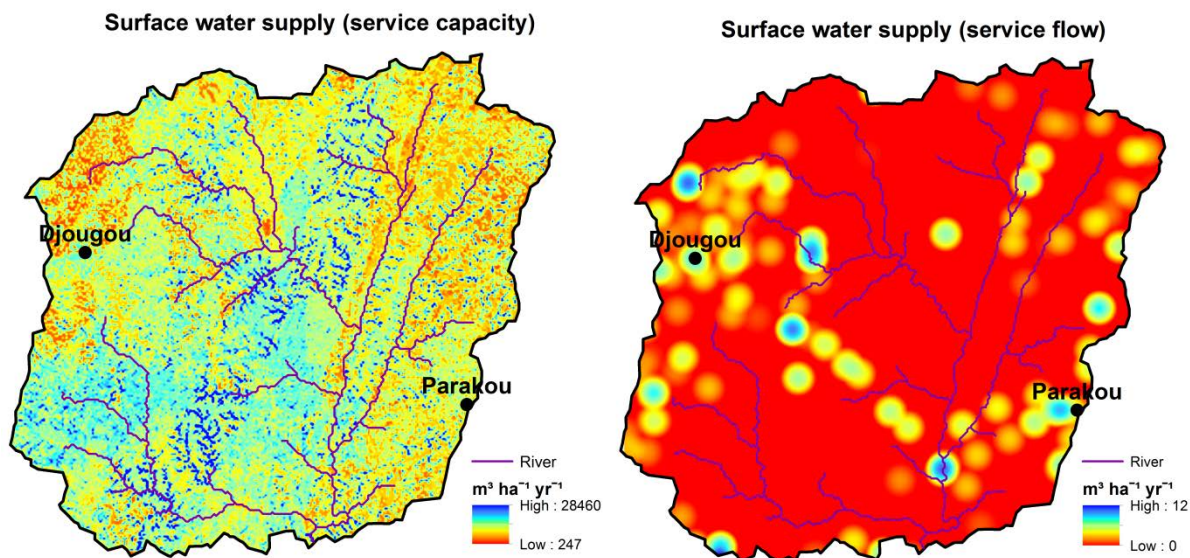 Surface water supply (service capacity)
Djougou
Parakou
River
m³ ha⁻¹ yr⁻¹
High : 28460
Low : 247
Surface water supply (service flow)
Djougou
Parakou
River
m³ ha⁻¹ yr⁻¹
High : 12
Low : 0